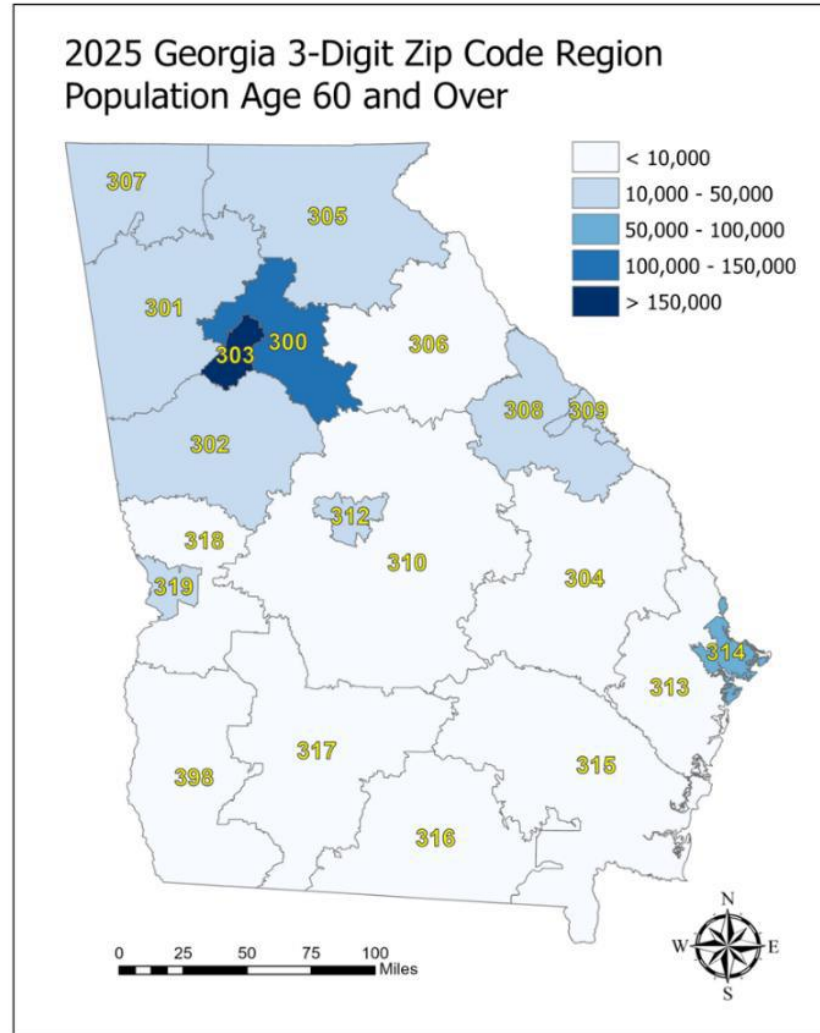 2025 Georgia 3-Digit Zip Code Region
Population Age 60 and Over
< 10,000
10,000 - 50,000
50,000 - 100,000
100,000 - 150,000
> 150,000
307
305
301
303
300
306
302
308
309
312
318
310
304
319
314
313
317
315
398
316
0 25 50 75 100
Miles
N
W E
S